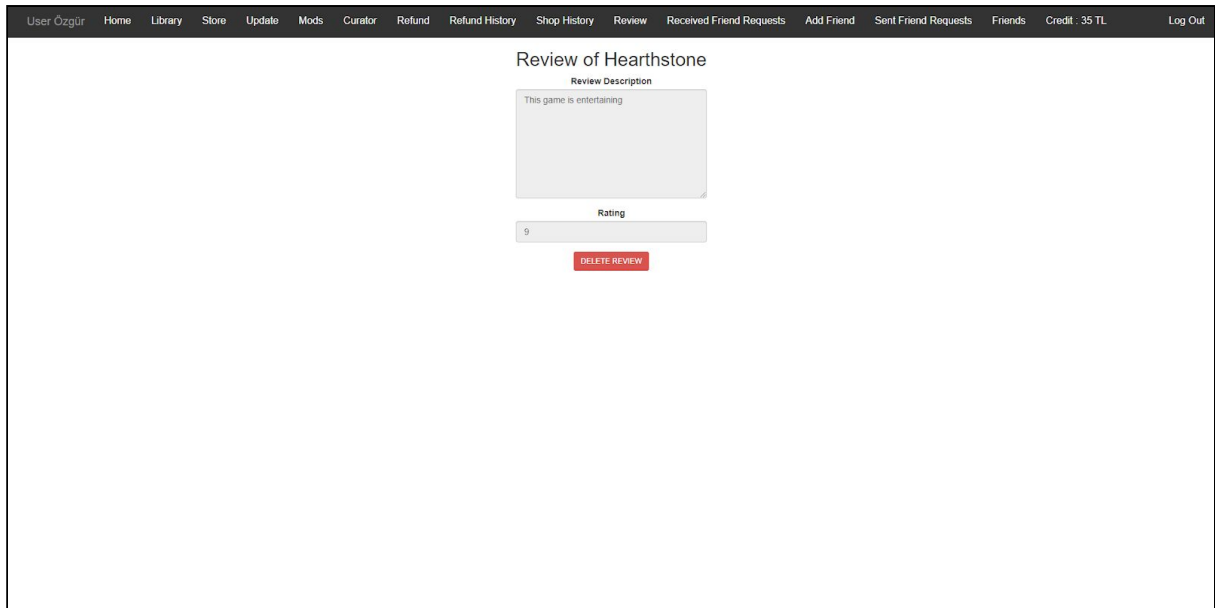 User Özgür Home Library Store Update Mods Curator Refund Refund History Shop History Review Received Friend Requests Add Friend Sent Friend Requests Friends Credit : 35 TL Log Out
Review of Hearthstone
Review Description
This game is entertaining
Rating
9
DELETE REVIEW